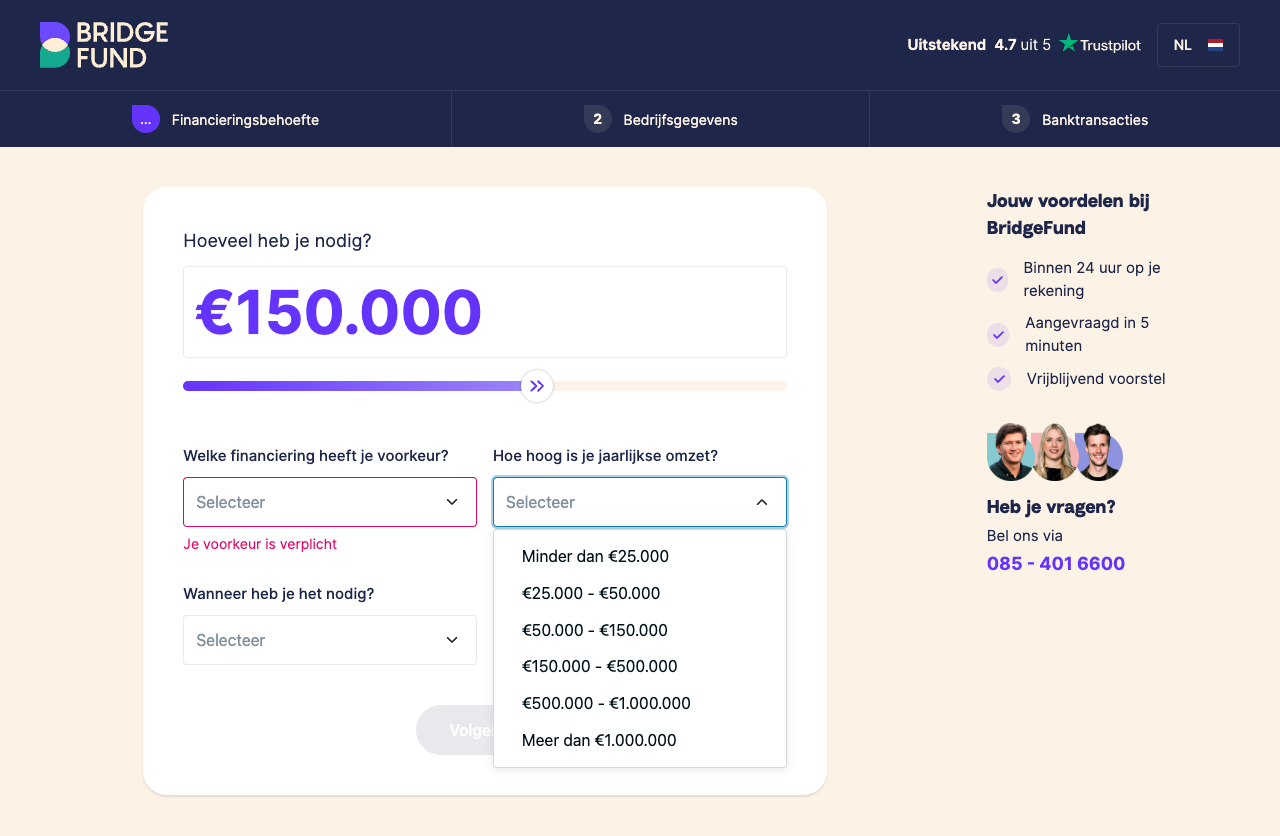 BRIDGE
FUND
Uitstekend 4.7 uit 5 Trustpilot
NL
... Financieringsbehoefte
2 Bedrijfsgegevens
3 Banktransacties
Hoeveel heb je nodig?
€150.000
Welke financiering heeft je voorkeur?
Selecteer
Je voorkeur is verplicht
Hoe hoog is je jaarlijkse omzet?
Selecteer
Minder dan €25.000
€25.000 - €50.000
€50.000 - €150.000
€150.000 - €500.000
€500.000 - €1.000.000
Meer dan €1.000.000
Wanneer heb je het nodig?
Selecteer
Jouw voordelen bij
BridgeFund
Binnen 24 uur op je
rekening
Aangevraagd in 5
minuten
Vrijblijvend voorstel
Heb je vragen?
Bel ons via
085 - 401 6600